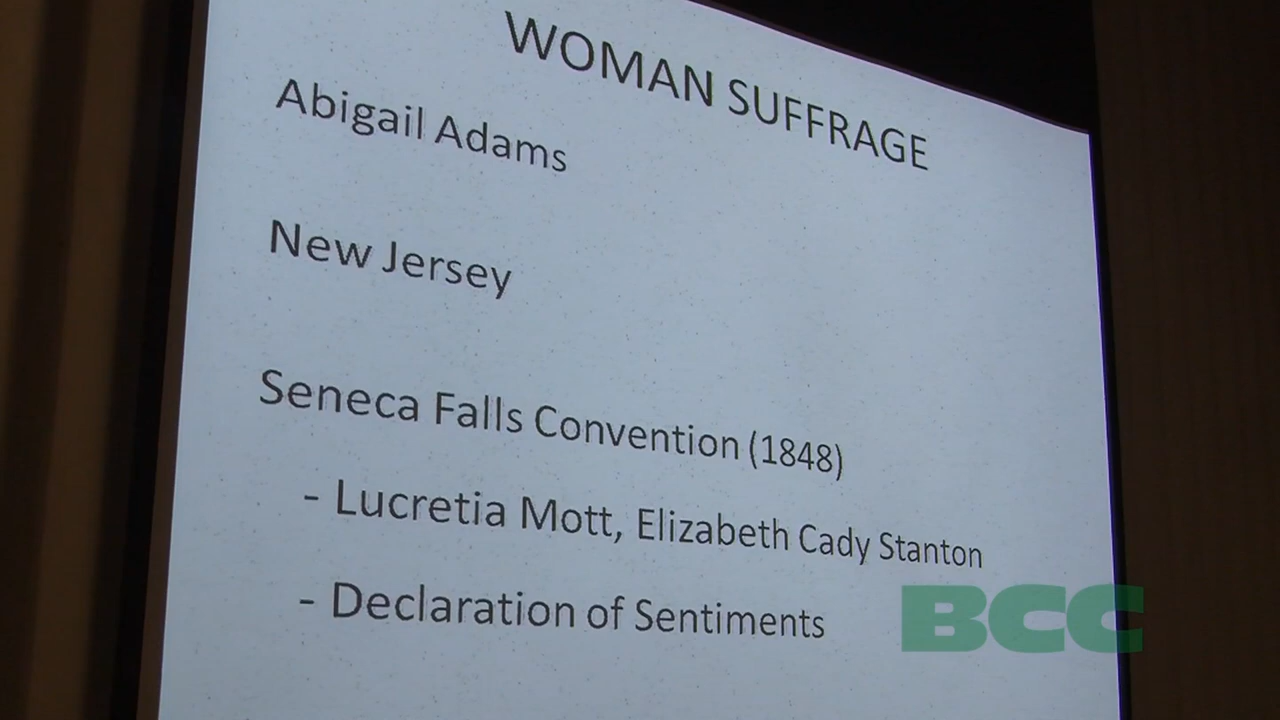 WOMAN SUFFRAGE
Abigail Adams
New Jersey
Seneca Falls Convention (1848)
- Lucretia Mott, Elizabeth Cady Stanton
- Declaration of Sentiments
BCC